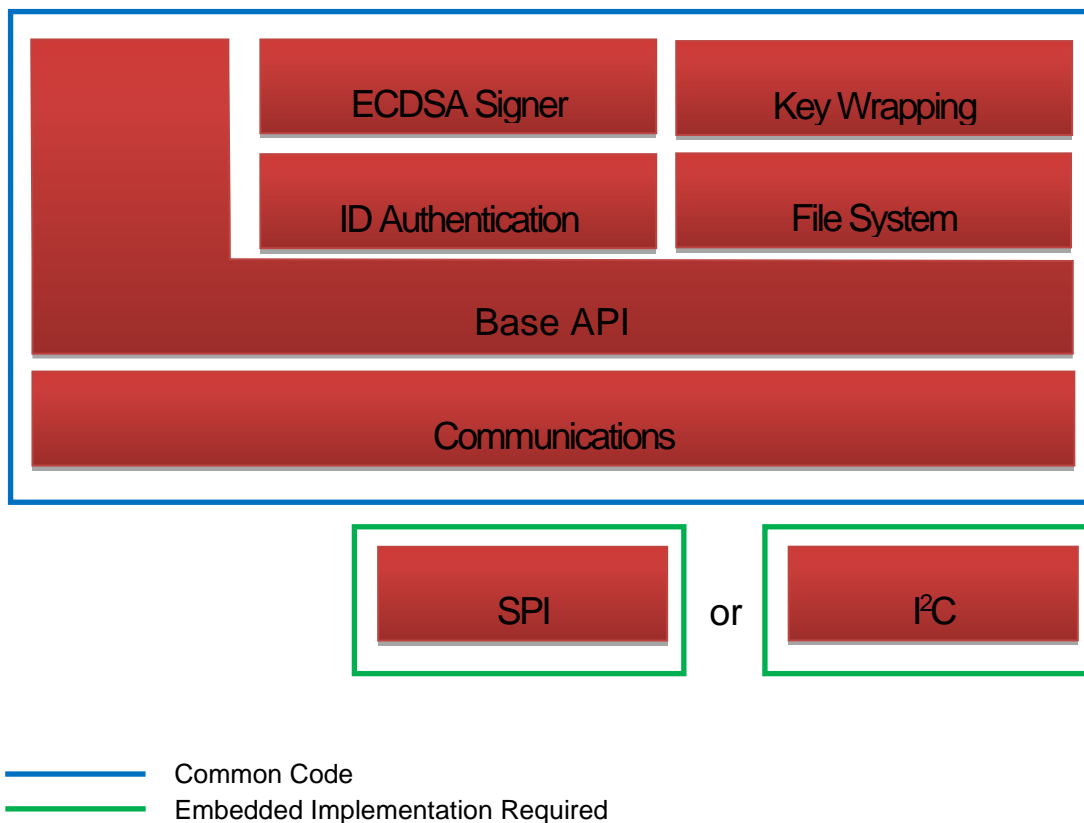 ECDSA Signer
Key Wrapping
ID Authentication
File System
Base API
Communications
SPI
or
I²C
Common Code
Embedded Implementation Required